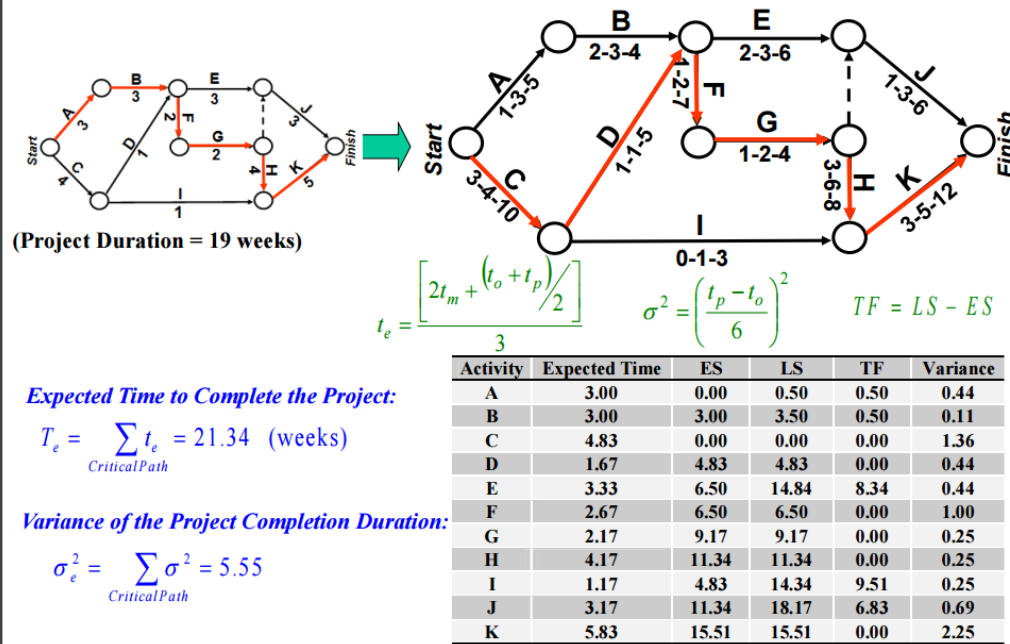 A
3
B
3
E
3
J
3
Start
D
1
F
2
G
2
C
4
H
4
K
5
Finish
I
1
(Project Duration = 19 weeks)
Start
A
1-3-5
B
2-3-4
E
2-3-6
J
1-3-6
D
1-1-5
F
1-2-7
G
1-2-4
H
3-6-8
C
3-4-10
K
3-5-12
Finish
I
0-1-3
t_e = [2t_m + (t_o + t_p)/2] / 3
σ² = ((t_p − t_o) / 6)²
TF = LS − ES
Expected Time to Complete the Project:
T_e = ∑ t_e = 21.34 (weeks)
Critical Path
Variance of the Project Completion Duration:
σ_e² = ∑ σ² = 5.55
Critical Path
Activity Expected Time ES LS TF Variance
A 3.00 0.00 0.50 0.50 0.44
B 3.00 3.00 3.50 0.50 0.11
C 4.83 0.00 0.00 0.00 1.36
D 1.67 4.83 4.83 0.00 0.44
E 3.33 6.50 14.84 8.34 0.44
F 2.67 6.50 6.50 0.00 1.00
G 2.17 9.17 9.17 0.00 0.25
H 4.17 11.34 11.34 0.00 0.25
I 1.17 4.83 14.34 9.51 0.25
J 3.17 11.34 18.17 6.83 0.69
K 5.83 15.51 15.51 0.00 2.25